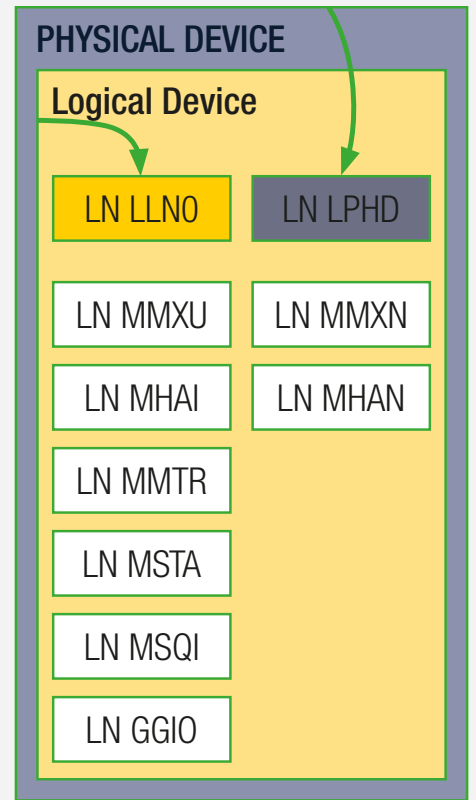 PHYSICAL DEVICE
Logical Device
LN LLN0
LN LPHD
LN MMXU
LN MMXN
LN MHAI
LN MHAN
LN MMTR
LN MSTA
LN MSQI
LN GGIO